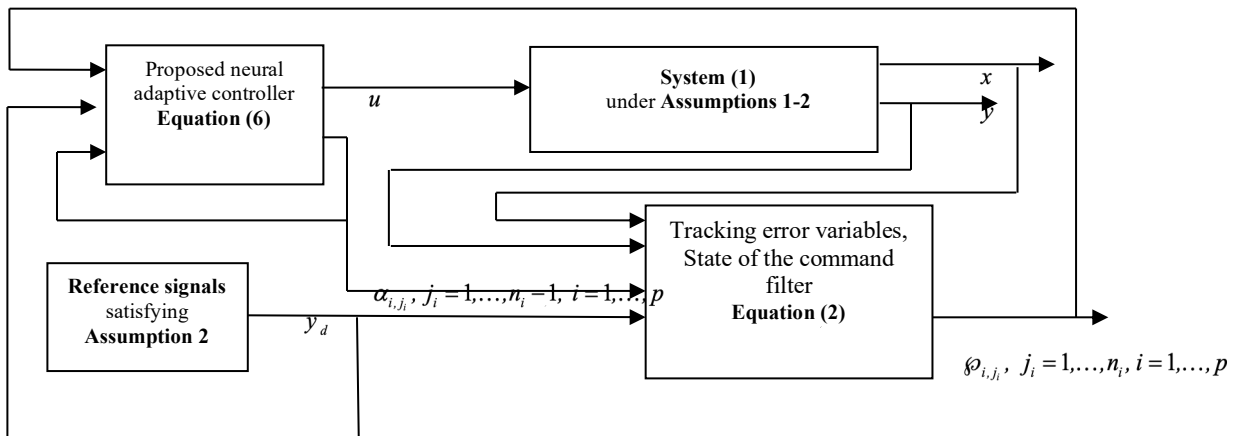 Proposed neural
adaptive controller
Equation (6)
u
System (1)
under Assumptions 1-2
x
y
Tracking error variables,
State of the command
filter
Equation (2)
Reference signals
satisfying
Assumption 2
α_{i,j_i}, j_i = 1,…,n_i − 1, i = 1,…, p
y_d
℘_{i,j_i}, j_i = 1,…,n_i, i = 1,…, p